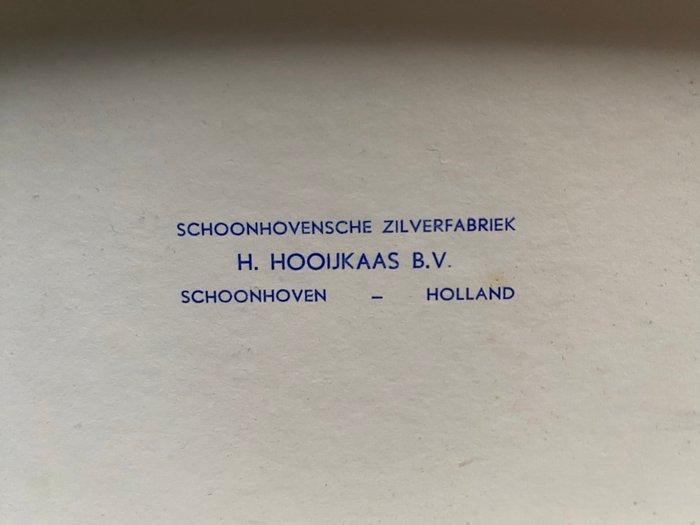 SCHOONHOVENSCHE ZILVERFABRIEK
H. HOOIJKAAS B.V.
SCHOONHOVEN – HOLLAND